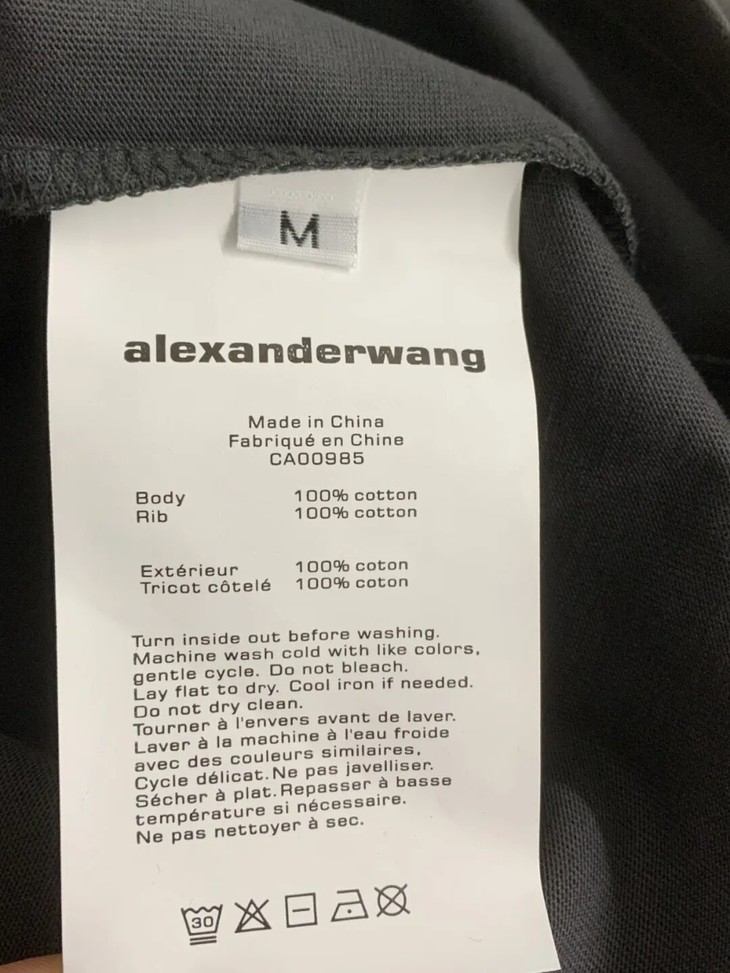 M
alexanderwang
Made in China
Fabriqué en Chine
CA00985
Body 100% cotton
Rib 100% cotton
Extérieur 100% coton
Tricot côtelé 100% coton
Turn inside out before washing.
Machine wash cold with like colors,
gentle cycle. Do not bleach.
Lay flat to dry. Cool iron if needed.
Do not dry clean.
Tourner à l'envers avant de laver.
Laver à la machine à l'eau froide
avec des couleurs similaires,
Cycle délicat. Ne pas javelliser.
Sécher à plat. Repasser à basse
température si nécessaire.
Ne pas nettoyer à sec.
30